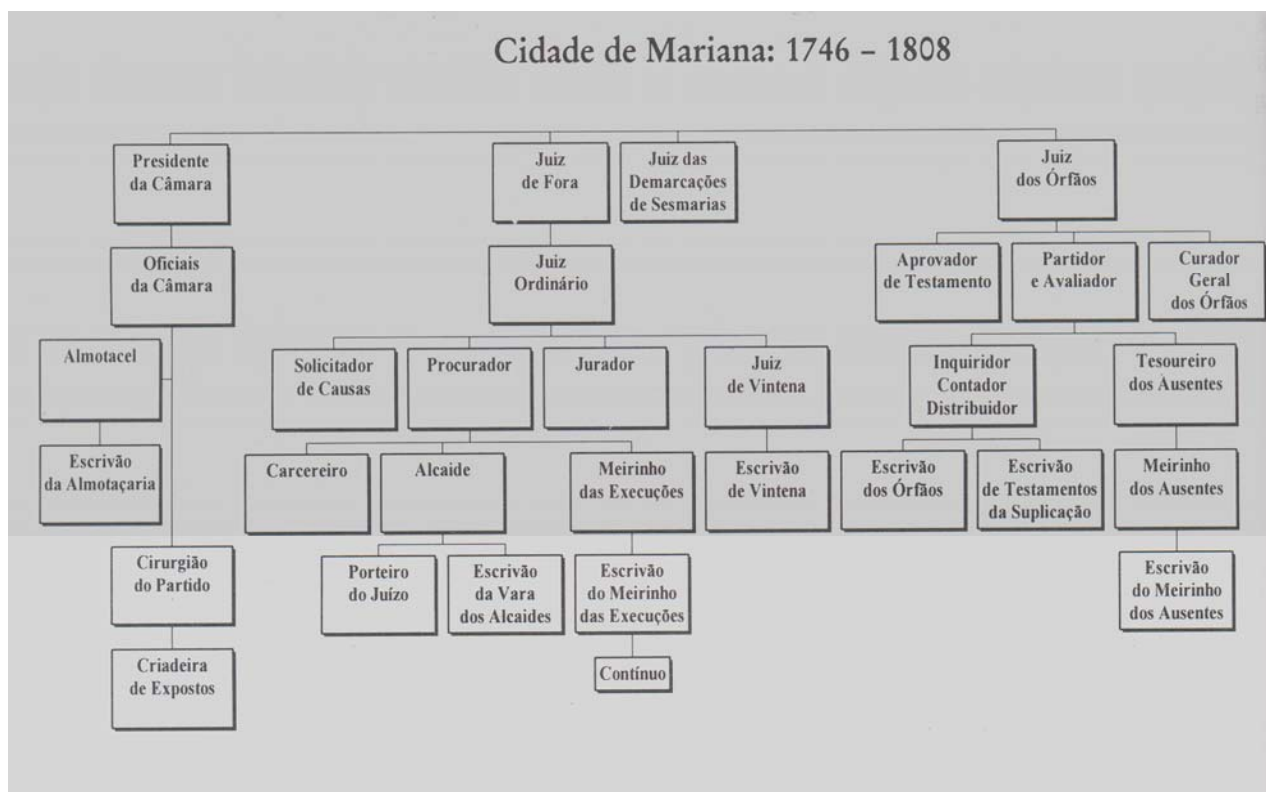 Cidade de Mariana: 1746 – 1808
Presidente
da Câmara
Juiz
de Fora
Juiz das
Demarcações
de Sesmarias
Juiz
dos Órfãos
Oficiais
da Câmara
Juiz
Ordinário
Aprovador
de Testamento
Partidor
e Avaliador
Curador
Geral
dos Órfãos
Almotacel
Solicitador
de Causas
Procurador
Jurador
Juiz
de Vintena
Inquiridor
Contador
Distribuidor
Tesoureiro
dos Ausentes
Escrivão
da Almotaçaria
Carcereiro
Alcaide
Meirinho
das Execuções
Escrivão
de Vintena
Escrivão
dos Órfãos
Escrivão
de Testamentos
da Suplicação
Meirinho
dos Ausentes
Cirurgião
do Partido
Porteiro
do Juízo
Escrivão
da Vara
dos Alcaides
Escrivão
do Meirinho
das Execuções
Escrivão
do Meirinho
dos Ausentes
Criadeira
de Expostos
Contínuo